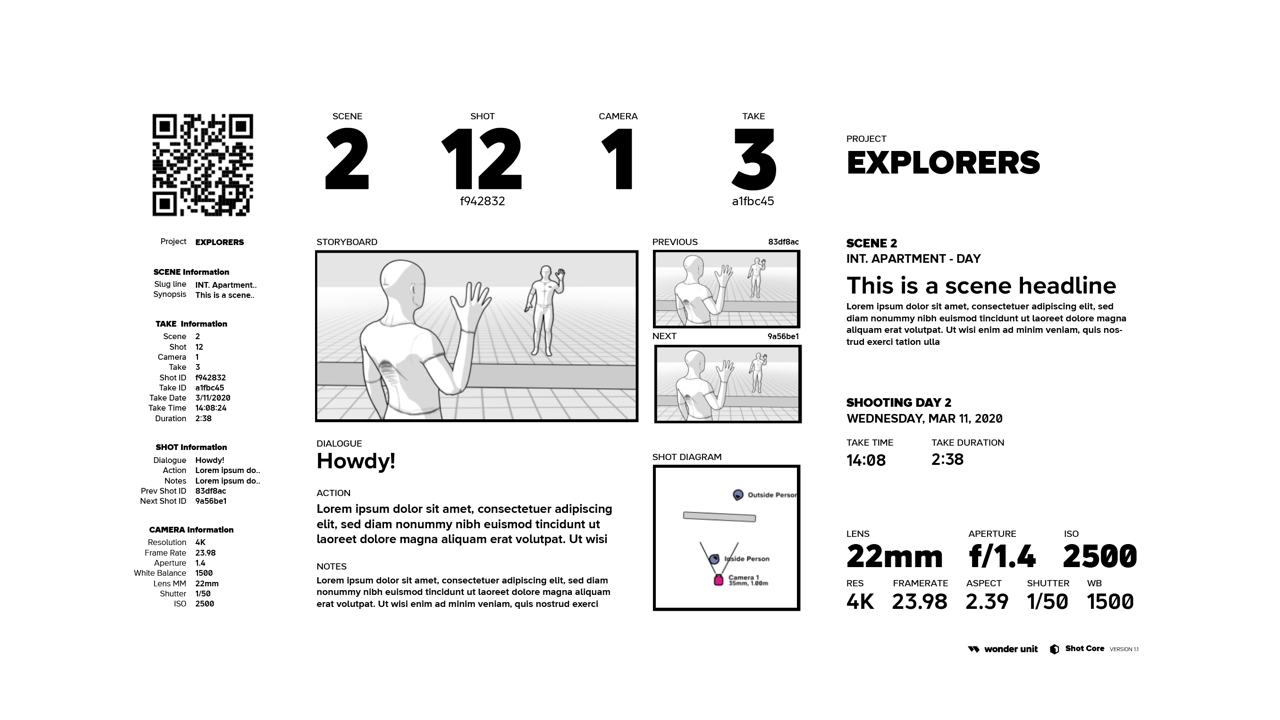 SCENE
2
SHOT
12
f942832
CAMERA
1
TAKE
3
a1fbc45
PROJECT
EXPLORERS
Project EXPLORERS
SCENE Information
Slug line INT. Apartment..
Synopsis This is a scene..
TAKE Information
Scene 2
Shot 12
Camera 1
Take 3
Shot ID f942832
Take ID a1fbc45
Take Date 3/11/2020
Take Time 14:08:24
Duration 2:38
SHOT Information
Dialogue Howdy!
Action Lorem ipsum do..
Notes Lorem ipsum do..
Prev Shot ID 83df8ac
Next Shot ID 9a56be1
CAMERA Information
Resolution 4K
Frame Rate 23.98
Aperture 1.4
White Balance 1500
Lens MM 22mm
Shutter 1/50
ISO 2500
STORYBOARD
DIALOGUE
Howdy!
ACTION
Lorem ipsum dolor sit amet, consectetuer adipiscing
elit, sed diam nonummy nibh euismod tincidunt ut
laoreet dolore magna aliquam erat volutpat. Ut wisi
NOTES
Lorem ipsum dolor sit amet, consectetuer adipiscing elit, sed diam
nonummy nibh euismod tincidunt ut laoreet dolore magna aliquam
erat volutpat. Ut wisi enim ad minim veniam, quis nostrud exerci
PREVIOUS 83df8ac
NEXT 9a56be1
SHOT DIAGRAM
Outside Person
Inside Person
Camera 1
35mm, 1.00m
SCENE 2
INT. APARTMENT - DAY
This is a scene headline
Lorem ipsum dolor sit amet, consectetuer adipiscing elit, sed
diam nonummy nibh euismod tincidunt ut laoreet dolore magna
aliquam erat volutpat. Ut wisi enim ad minim veniam, quis nos-
trud exerci tation ulla
SHOOTING DAY 2
WEDNESDAY, MAR 11, 2020
TAKE TIME TAKE DURATION
14:08 2:38
LENS APERTURE ISO
22mm f/1.4 2500
RES FRAMERATE ASPECT SHUTTER WB
4K 23.98 2.39 1/50 1500
wonder unit Shot Core VERSION 1.1